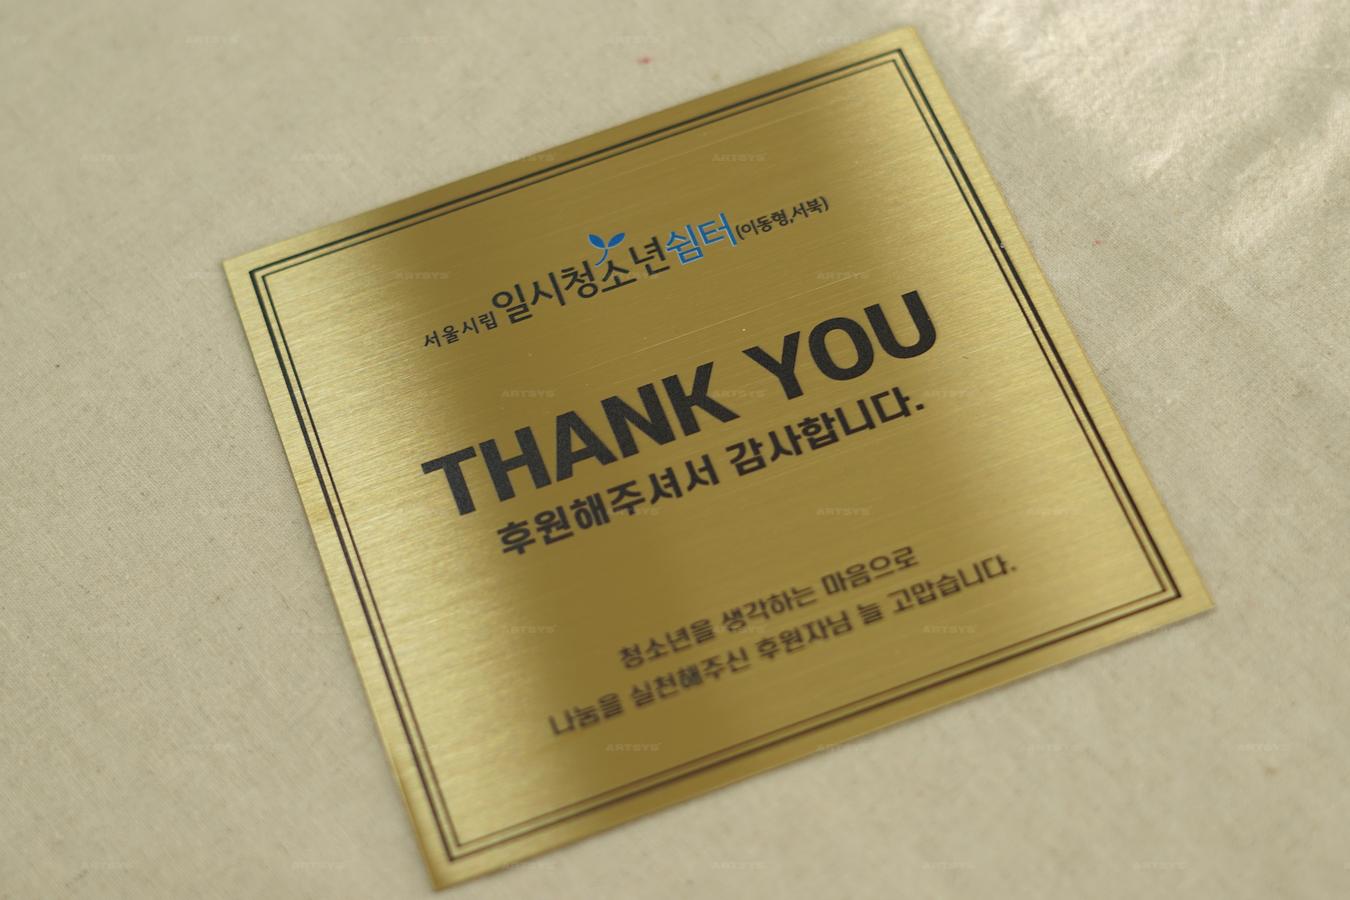 서울시립 일시청소년쉼터(이동형,서북)
THANK YOU
후원해주셔서 감사합니다.
청소년을 생각하는 마음으로
나눔을 실천해주신 후원자님 늘 고맙습니다.
ARTSYS